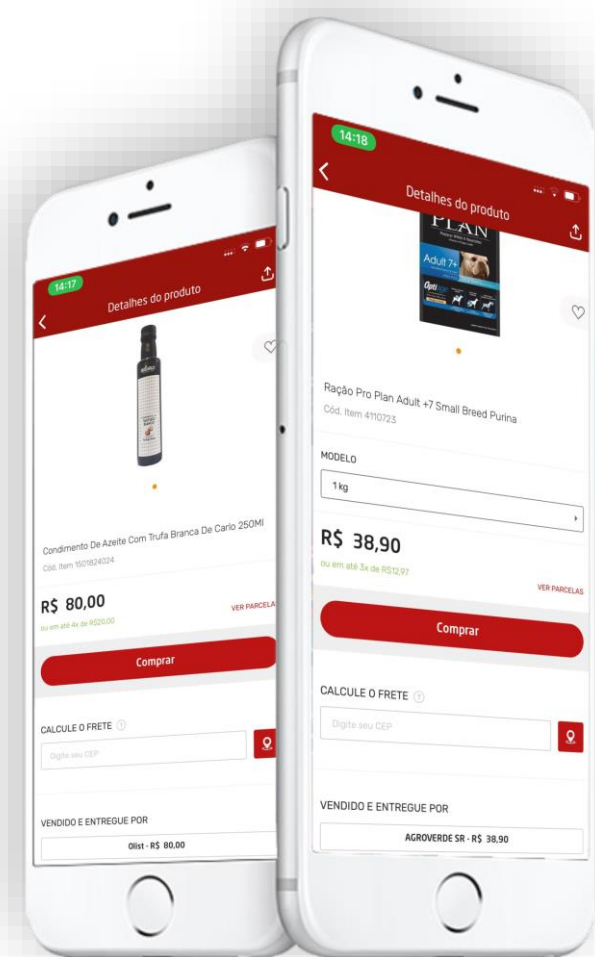 14:17
Detalhes do produto
Condimento De Azeite Com Trufa Branca De Cario 250Ml
Cód. Item 1501824024
R$ 80,00
ou em até 4x de R$20,00
VER PARCELAS
Comprar
CALCULE O FRETE ?
Digite seu CEP
VENDIDO E ENTREGUE POR
Olist - R$ 80,00
14:18
Detalhes do produto
PLAN
Adult 7+
Ração Pro Plan Adult +7 Small Breed Purina
Cód. Item 4110723
MODELO
1 kg
R$ 38,90
ou em até 3x de R$12,97
VER PARCELAS
Comprar
CALCULE O FRETE ?
Digite seu CEP
VENDIDO E ENTREGUE POR
AGROVERDE SR - R$ 38,90